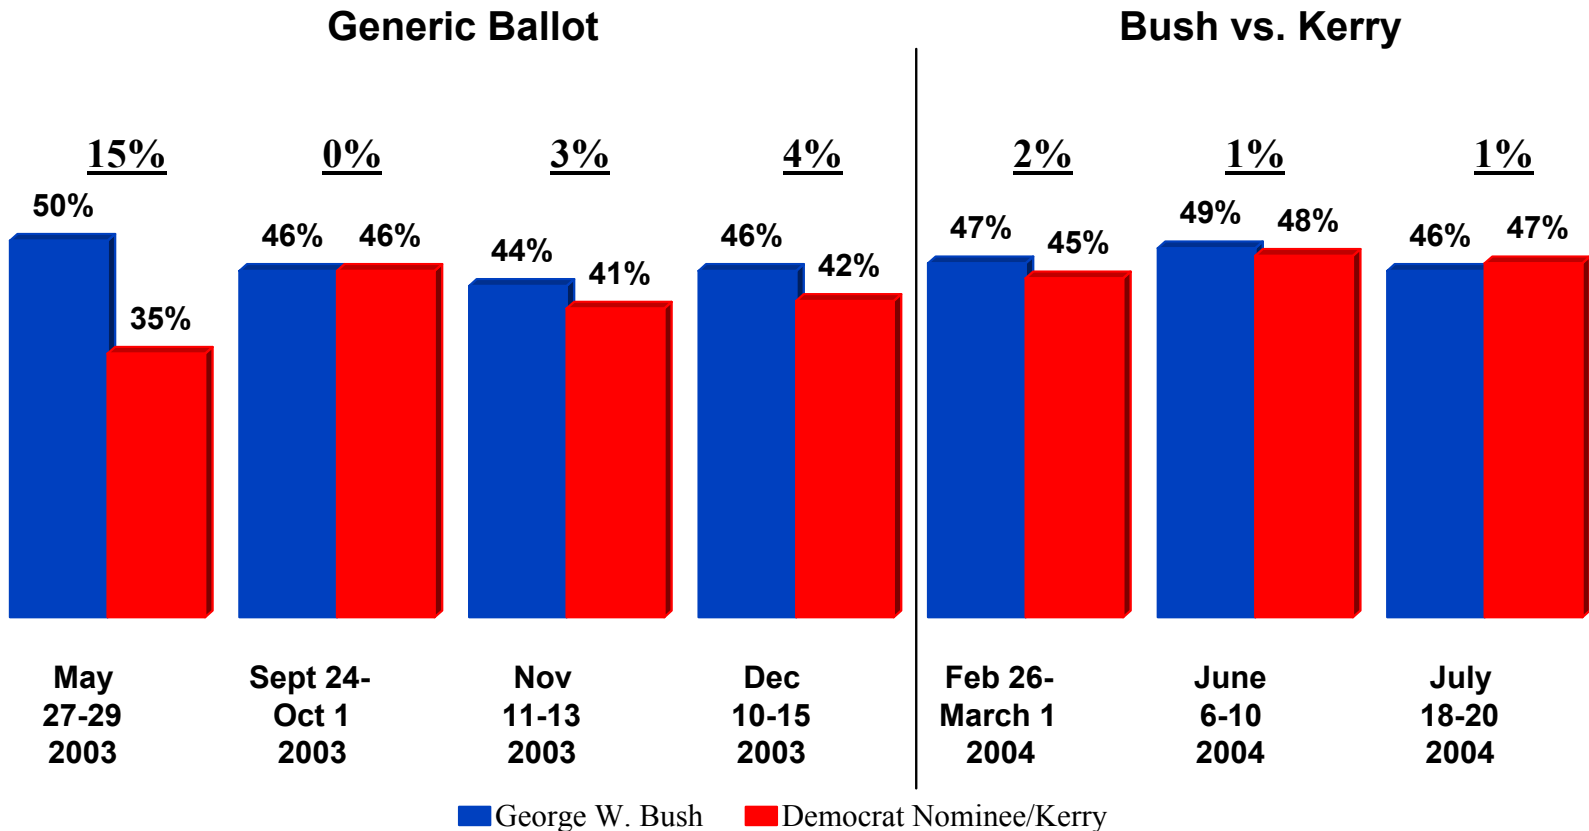 Generic Ballot
Bush vs. Kerry
15%
0%
3%
4%
2%
1%
1%
50%
35%
46%
46%
44%
41%
46%
42%
47%
45%
49%
48%
46%
47%
May
27-29
2003
Sept 24-
Oct 1
2003
Nov
11-13
2003
Dec
10-15
2003
Feb 26-
March 1
2004
June
6-10
2004
July
18-20
2004
George W. Bush
Democrat Nominee/Kerry